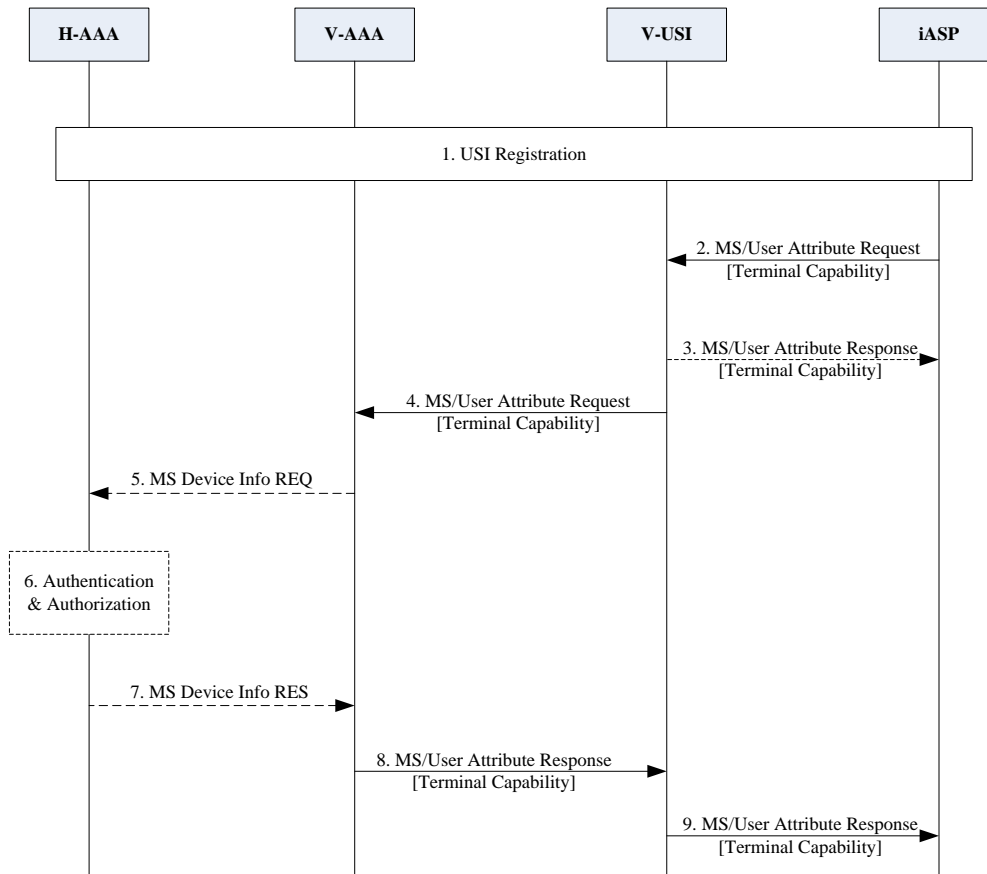 H-AAA
V-AAA
V-USI
iASP
1. USI Registration
2. MS/User Attribute Request
[Terminal Capability]
3. MS/User Attribute Response
[Terminal Capability]
4. MS/User Attribute Request
[Terminal Capability]
5. MS Device Info REQ
6. Authentication
& Authorization
7. MS Device Info RES
8. MS/User Attribute Response
[Terminal Capability]
9. MS/User Attribute Response
[Terminal Capability]